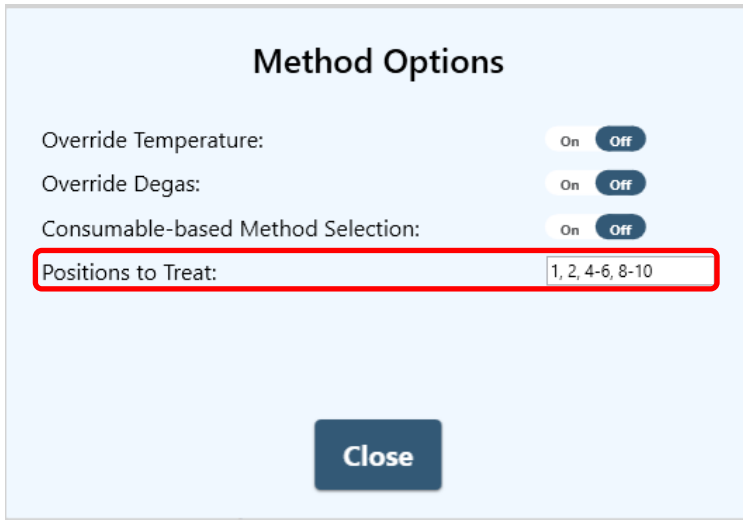 Method Options
Override Temperature: On Off
Override Degas: On Off
Consumable-based Method Selection: On Off
Positions to Treat: 1, 2, 4-6, 8-10
Close